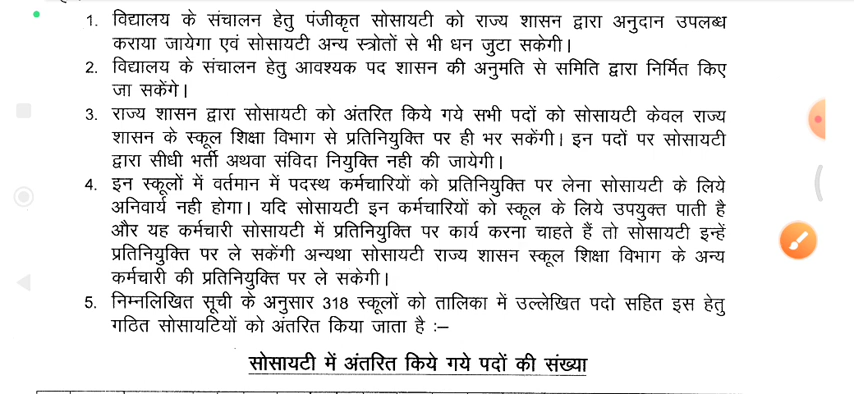 1. विद्यालय के संचालन हेतु पंजीकृत सोसायटी को राज्य शासन द्वारा अनुदान उपलब्ध
कराया जायेगा एवं सोसायटी अन्य स्त्रोतों से भी धन जुटा सकेगी।
2. विद्यालय के संचालन हेतु आवश्यक पद शासन की अनुमति से समिति द्वारा निर्मित किए
जा सकेंगे।
3. राज्य शासन द्वारा सोसायटी को अंतरित किये गये सभी पदों को सोसायटी केवल राज्य
शासन के स्कूल शिक्षा विभाग से प्रतिनियुक्ति पर ही भर सकेंगी। इन पदों पर सोसायटी
द्वारा सीधी भर्ती अथवा संविदा नियुक्ति नही की जायेगी।
4. इन स्कूलों में वर्तमान में पदस्थ कर्मचारियों को प्रतिनियुक्ति पर लेना सोसायटी के लिये
अनिवार्य नही होगा। यदि सोसायटी इन कर्मचारियों को स्कूल के लिये उपयुक्त पाती है
और यह कर्मचारी सोसायटी में प्रतिनियुक्ति पर कार्य करना चाहते हैं तो सोसायटी इन्हें
प्रतिनियुक्ति पर ले सकेंगी अन्यथा सोसायटी राज्य शासन स्कूल शिक्षा विभाग के अन्य
कर्मचारी की प्रतिनियुक्ति पर ले सकेगी।
5. निम्नलिखित सूची के अनुसार 318 स्कूलों को तालिका में उल्लेखित पदो सहित इस हेतु
गठित सोसायटियों को अंतरित किया जाता है :–
सोसायटी में अंतरित किये गये पदों की संख्या